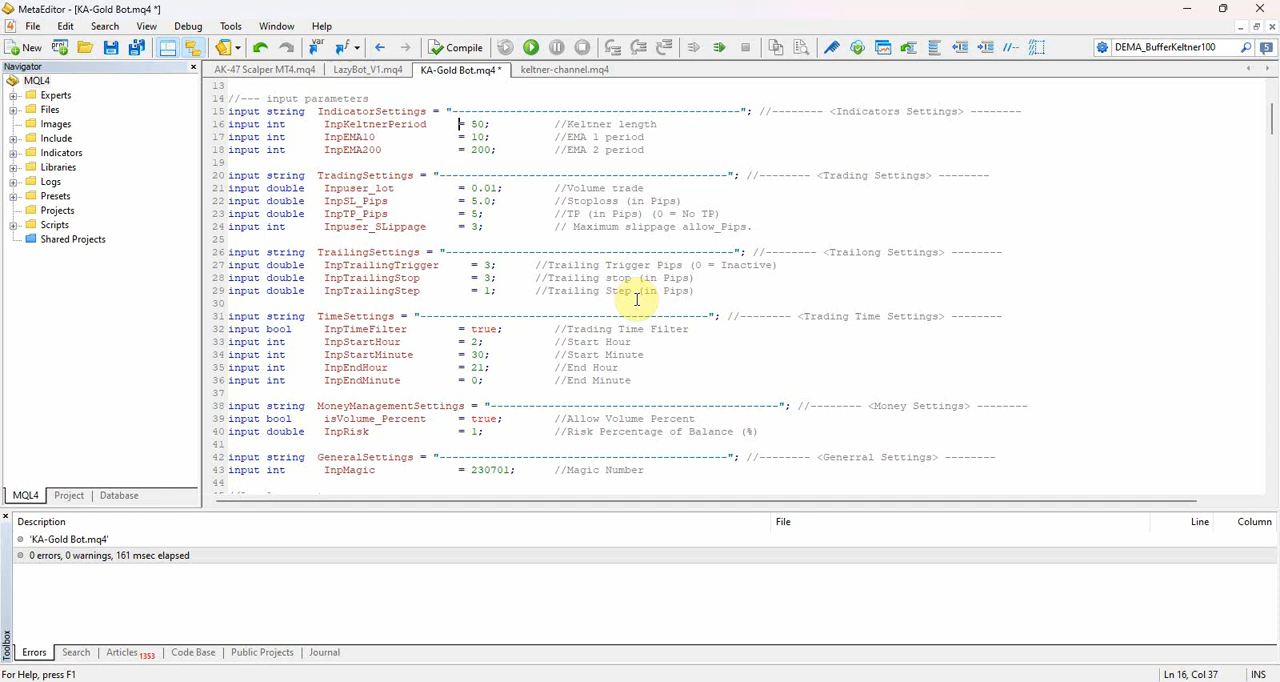 MetaEditor - [KA-Gold Bot.mq4 *]
File Edit Search View Debug Tools Window Help
New Compile DEMA_BufferKeltner100 5
Navigator
AK-47 Scalper MT4.mq4 LazyBot_V1.mq4 KA-Gold Bot.mq4 * keltner-channel.mq4
MQL4
Experts
Files
Images
Include
Indicators
Libraries
Logs
Presets
Projects
Scripts
Shared Projects
MQL4 Project Database
13
14 //--- input parameters
15 input string IndicatorSettings = "---------------------------------------------"; //-------- <Indicators Settings> --------
16 input int InpKeltnerPeriod = 50; //Keltner length
17 input int InpEMA10 = 10; //EMA 1 period
18 input int InpEMA200 = 200; //EMA 2 period
19
20 input string TradingSettings = "---------------------------------------------"; //-------- <Trading Settings> --------
21 input double Inpuser_lot = 0.01; //Volume trade
22 input double InpSL_Pips = 5.0; //Stoploss (in Pips)
23 input double InpTP_Pips = 5; //TP (in Pips) (0 = No TP)
24 input int Inpuser_SLippage = 3; // Maximum slippage allow_Pips.
25
26 input string TrailingSettings = "---------------------------------------------"; //-------- <Trailong Settings> --------
27 input double InpTrailingTrigger = 3; //Trailing Trigger Pips (0 = Inactive)
28 input double InpTrailingStop = 3; //Trailing stop (in Pips)
29 input double InpTrailingStep = 1; //Trailing Step (in Pips)
30
31 input string TimeSettings = "---------------------------------------------"; //-------- <Trading Time Settings> --------
32 input bool InpTimeFilter = true; //Trading Time Filter
33 input int InpStartHour = 2; //Start Hour
34 input int InpStartMinute = 30; //Start Minute
35 input int InpEndHour = 21; //End Hour
36 input int InpEndMinute = 0; //End Minute
37
38 input string MoneyManagementSettings = "---------------------------------------------"; //-------- <Money Settings> --------
39 input bool isVolume_Percent = true; //Allow Volume Percent
40 input double InpRisk = 1; //Risk Percentage of Balance (%)
41
42 input string GeneralSettings = "---------------------------------------------"; //-------- <Generral Settings> --------
43 input int InpMagic = 230701; //Magic Number
44
Description File Line Column
'KA-Gold Bot.mq4'
0 errors, 0 warnings, 161 msec elapsed
Toolbox
Errors Search Articles 1353 Code Base Public Projects Journal
For Help, press F1 Ln 16, Col 37 INS